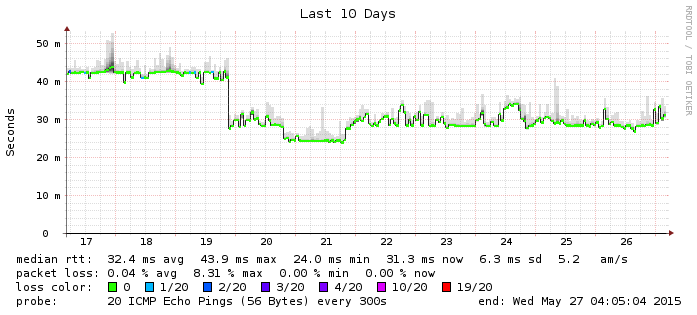 Last 10 Days
RRDTOOL / TOBI OETIKER
Seconds
50 m
40 m
30 m
20 m
10 m
0
17 18 19 20 21 22 23 24 25 26
median rtt: 32.4 ms avg 43.9 ms max 24.0 ms min 31.3 ms now 6.3 ms sd 5.2 am/s
packet loss: 0.04 % avg 8.31 % max 0.00 % min 0.00 % now
loss color: 0 1/20 2/20 3/20 4/20 10/20 19/20
probe: 20 ICMP Echo Pings (56 Bytes) every 300s end: Wed May 27 04:05:04 2015